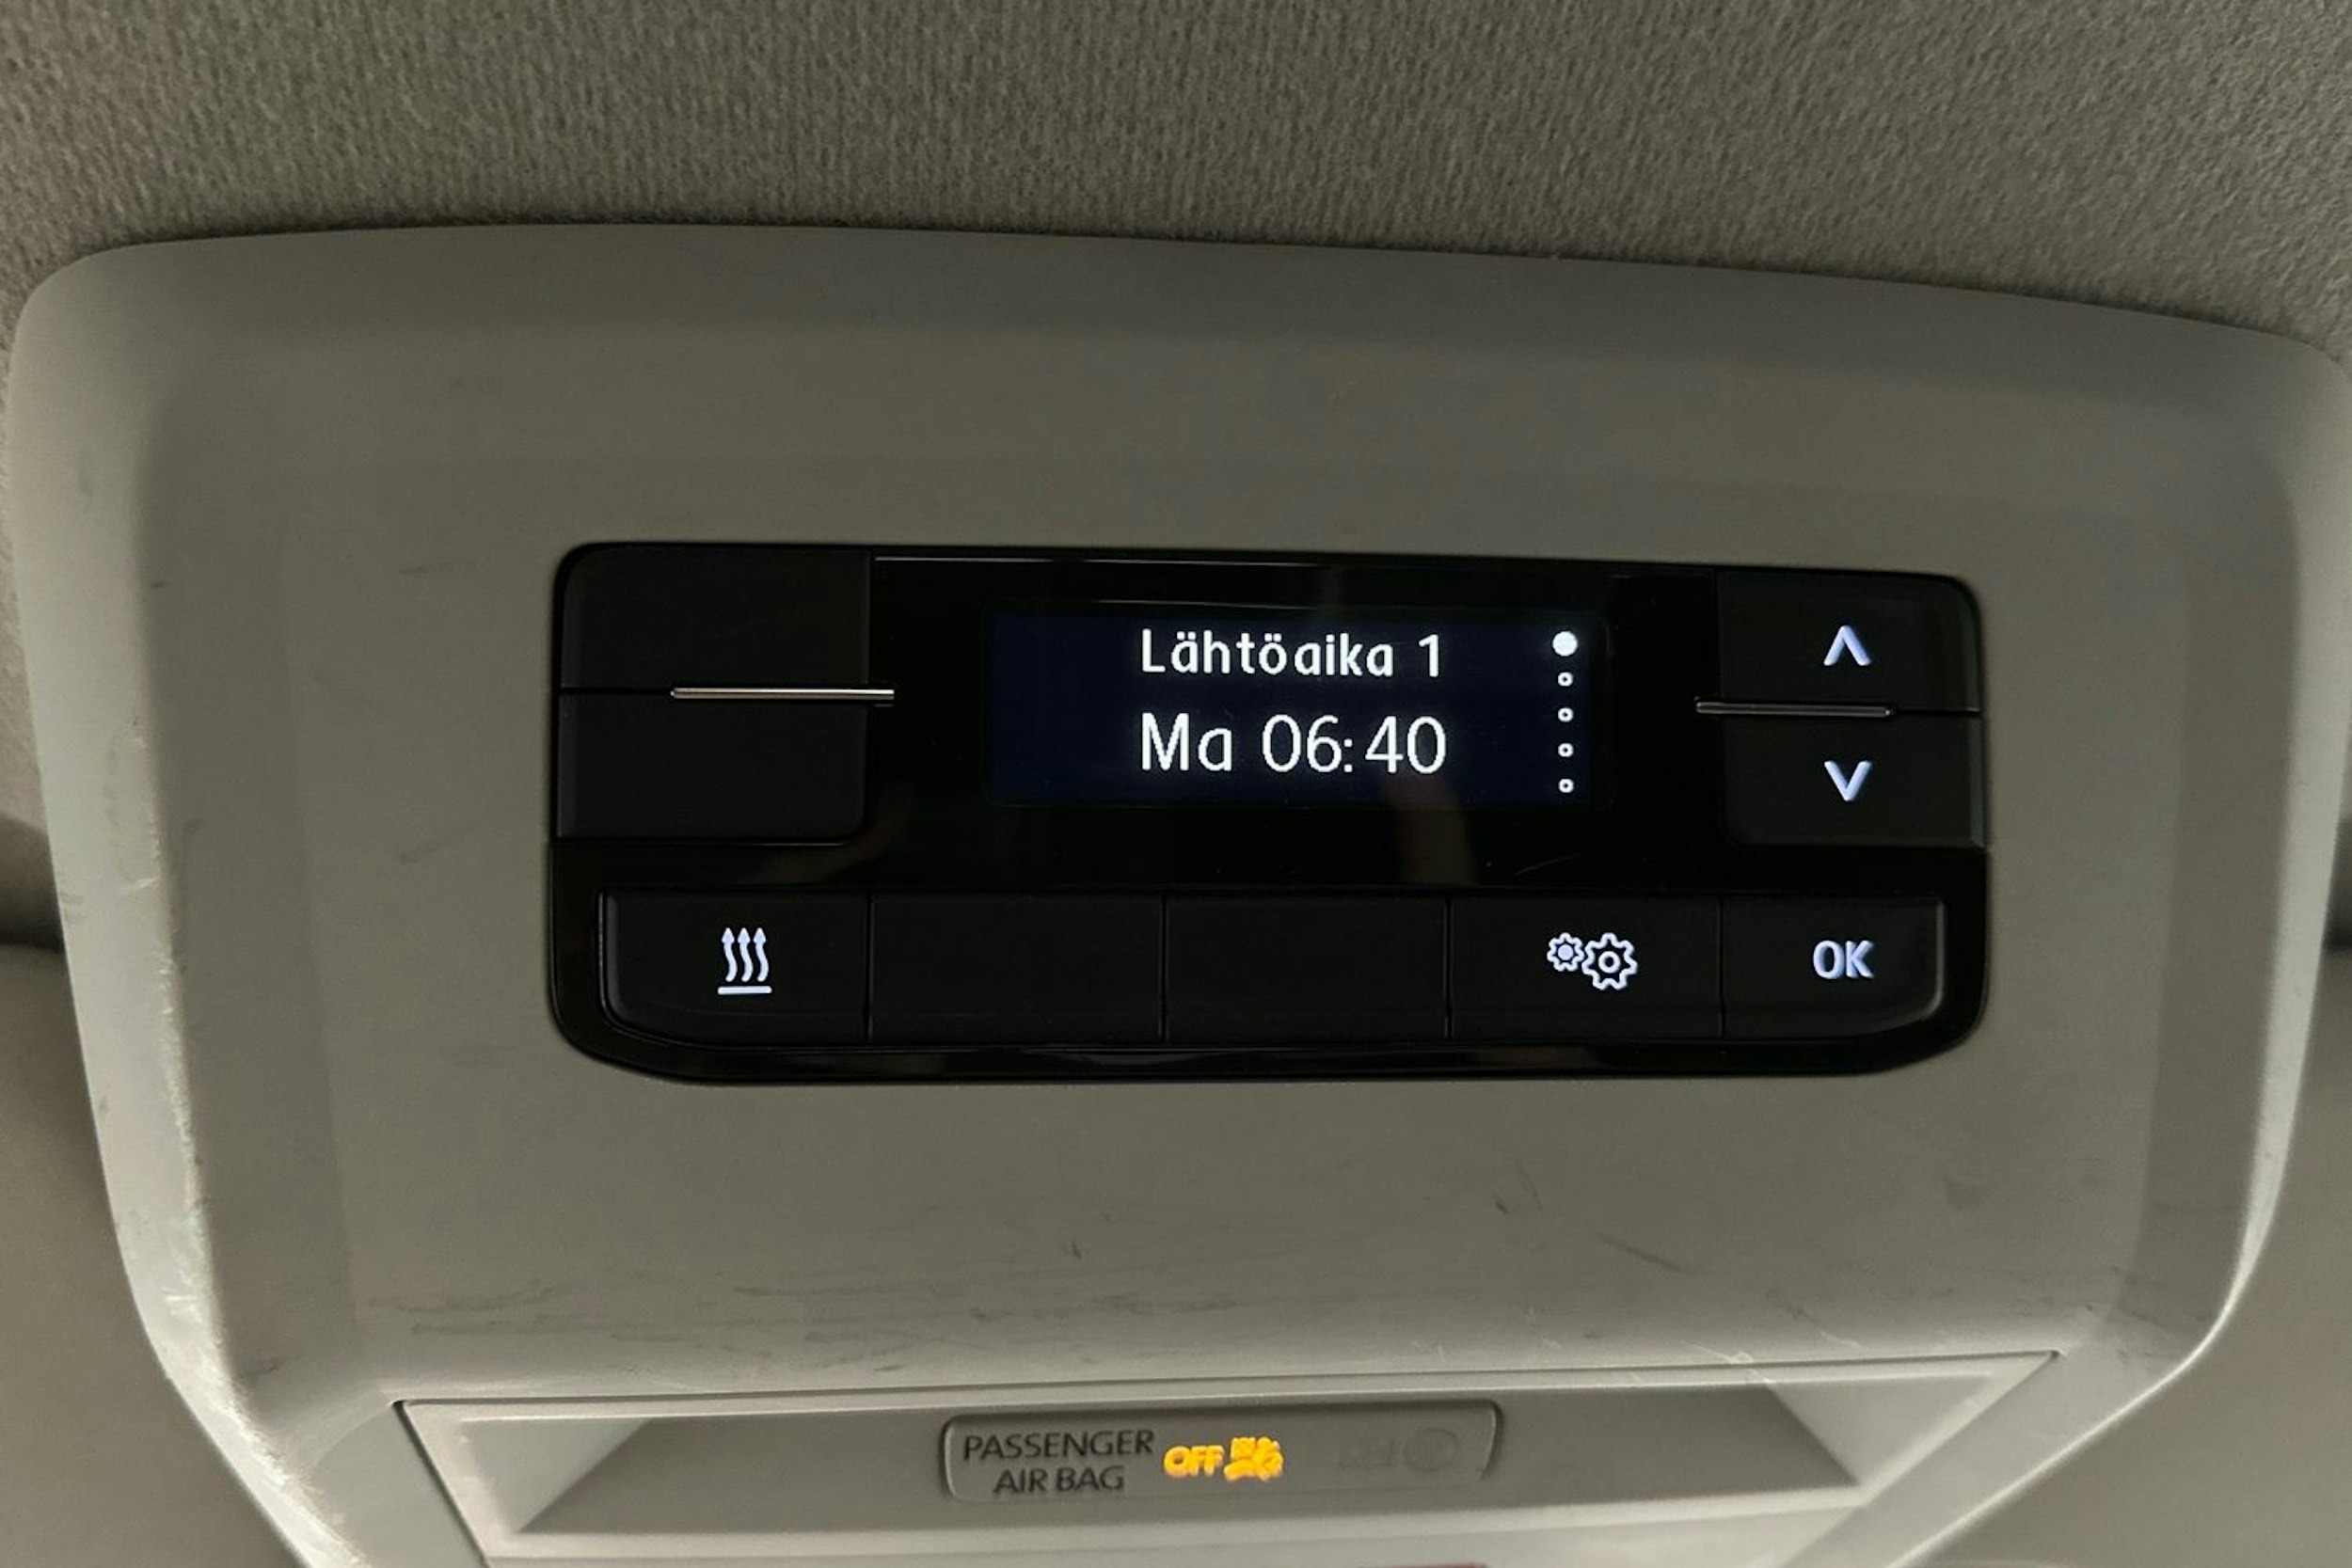 Lähtöaika 1
Ma 06:40
OK
PASSENGER
AIR BAG
OFF